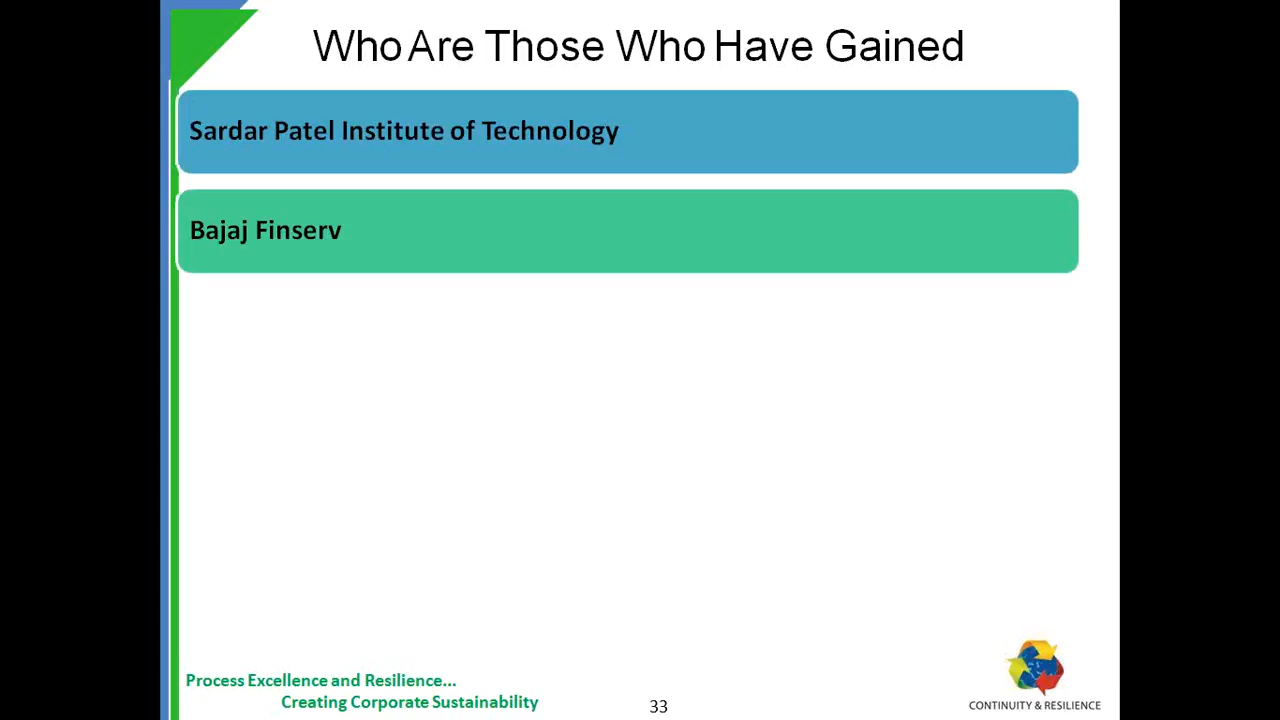 Who Are Those Who Have Gained
Sardar Patel Institute of Technology
Bajaj Finserv
Process Excellence and Resilience...
Creating Corporate Sustainability
33
CONTINUITY & RESILIENCE